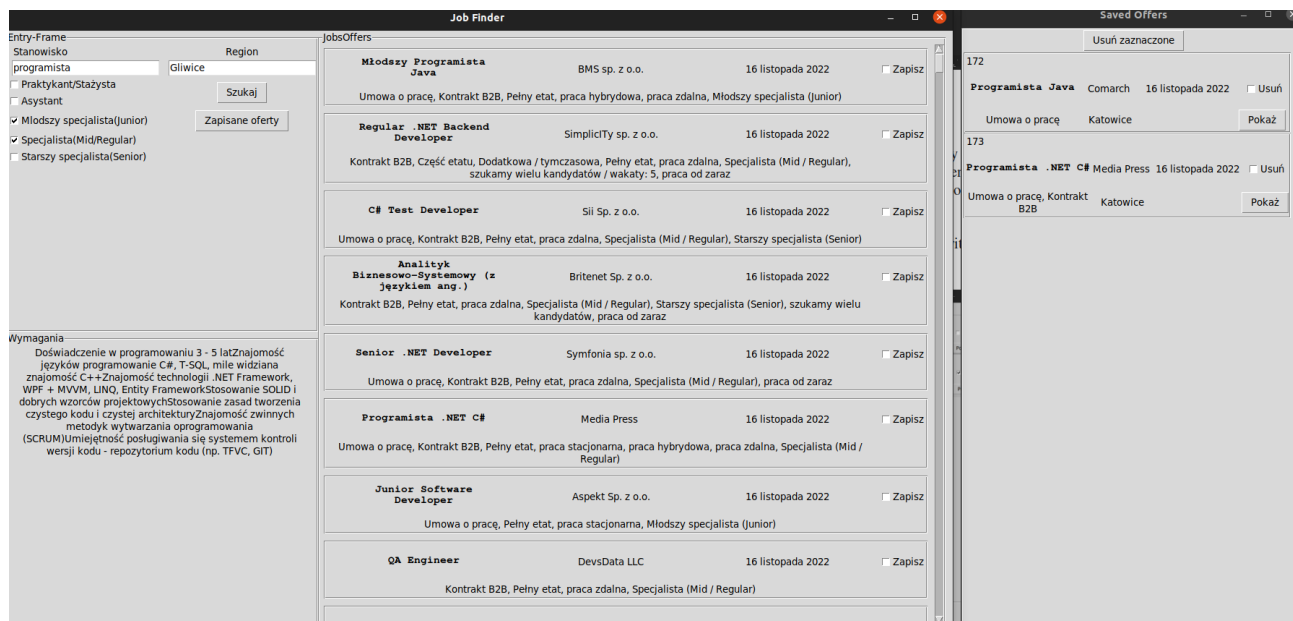 Job Finder
Entry-Frame
Stanowisko
Region
programista
Gliwice
Praktykant/Stażysta
Szukaj
Asystant
Mlodszy specjalista(Junior)
Zapisane oferty
Specjalista(Mid/Regular)
Starszy specjalista(Senior)
Wymagania
Doświadczenie w programowaniu 3 - 5 latZnajomość
języków programowanie C#, T-SQL, mile widziana
znajomość C++Znajomość technologii .NET Framework,
WPF + MVVM, LINQ, Entity FrameworkStosowanie SOLID i
dobrych wzorców projektowychStosowanie zasad tworzenia
czystego kodu i czystej architekturyZnajomość zwinnych
metodyk wytwarzania oprogramowania
(SCRUM)Umiejętność posługiwania się systemem kontroli
wersji kodu - repozytorium kodu (np. TFVC, GIT)
JobsOffers
Młodszy Programista
Java
BMS sp. z o.o.
16 listopada 2022
Zapisz
Umowa o pracę, Kontrakt B2B, Pełny etat, praca hybrydowa, praca zdalna, Młodszy specjalista (Junior)
Regular .NET Backend
Developer
SimplicITy sp. z o.o.
16 listopada 2022
Zapisz
Kontrakt B2B, Część etatu, Dodatkowa / tymczasowa, Pełny etat, praca zdalna, Specjalista (Mid / Regular),
szukamy wielu kandydatów / wakaty: 5, praca od zaraz
C# Test Developer
Sii Sp. z o.o.
16 listopada 2022
Zapisz
Umowa o pracę, Kontrakt B2B, Pełny etat, praca zdalna, Specjalista (Mid / Regular), Starszy specjalista (Senior)
Analityk
Biznesowo-Systemowy (z
językiem ang.)
Britenet Sp. z o.o.
16 listopada 2022
Zapisz
Kontrakt B2B, Pełny etat, praca zdalna, Specjalista (Mid / Regular), Starszy specjalista (Senior), szukamy wielu
kandydatów, praca od zaraz
Senior .NET Developer
Symfonia sp. z o.o.
16 listopada 2022
Zapisz
Umowa o pracę, Kontrakt B2B, Pełny etat, praca zdalna, Specjalista (Mid / Regular), praca od zaraz
Programista .NET C#
Media Press
16 listopada 2022
Zapisz
Umowa o pracę, Kontrakt B2B, Pełny etat, praca stacjonarna, praca hybrydowa, praca zdalna, Specjalista (Mid /
Regular)
Junior Software
Developer
Aspekt Sp. z o.o.
16 listopada 2022
Zapisz
Umowa o pracę, Pełny etat, praca stacjonarna, Młodszy specjalista (Junior)
QA Engineer
DevsData LLC
16 listopada 2022
Zapisz
Kontrakt B2B, Pełny etat, praca zdalna, Specjalista (Mid / Regular)
Saved Offers
Usuń zaznaczone
172
Programista Java
Comarch
16 listopada 2022
Usuń
Umowa o pracę
Katowice
Pokaż
173
Programista .NET C#
Media Press
16 listopada 2022
Usuń
Umowa o pracę, Kontrakt
B2B
Katowice
Pokaż